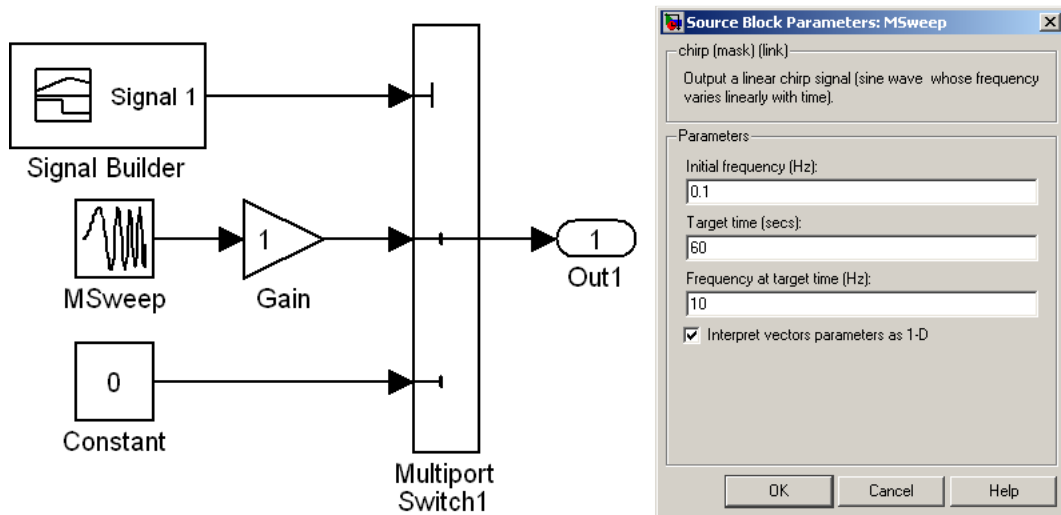 Signal 1
Signal Builder
MSweep
1
Gain
0
Constant
Multiport
Switch1
1
Out1
Source Block Parameters: MSweep
chirp (mask) (link)
Output a linear chirp signal (sine wave whose frequency
varies linearly with time).
Parameters
Initial frequency (Hz):
0.1
Target time (secs):
60
Frequency at target time (Hz):
10
Interpret vectors parameters as 1-D
OK
Cancel
Help